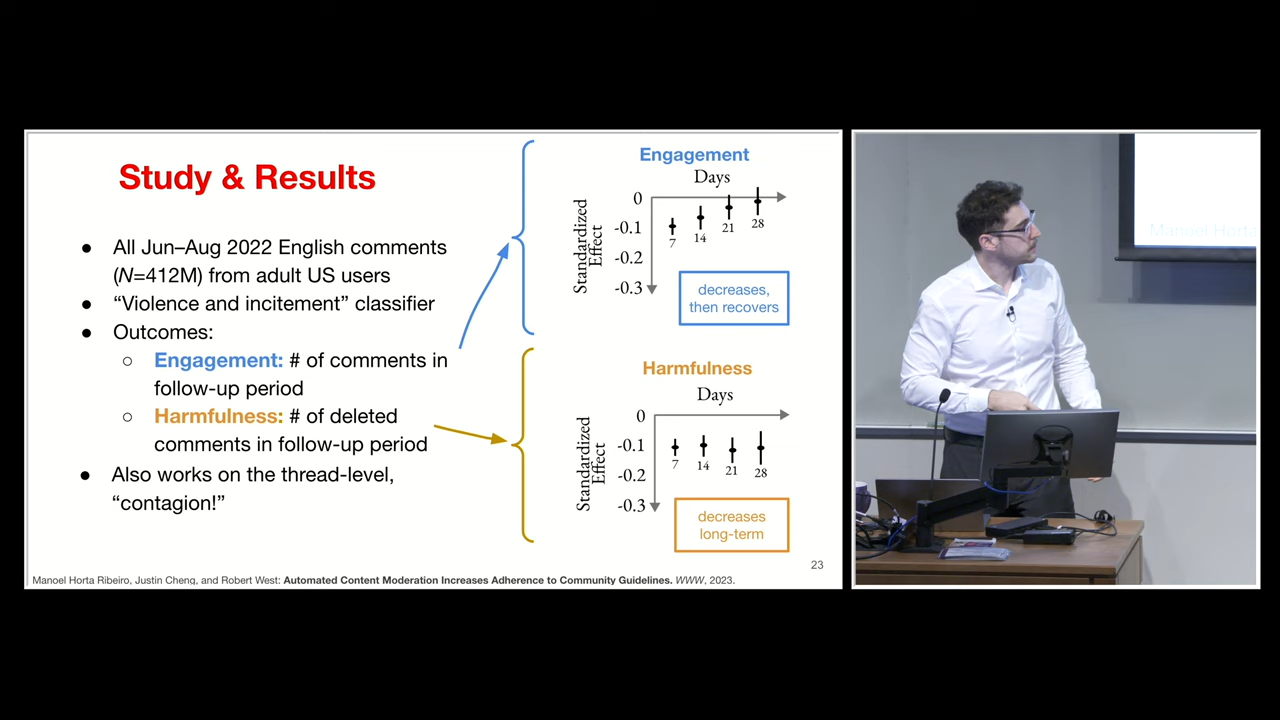 Study & Results
● All Jun–Aug 2022 English comments
(N=412M) from adult US users
● “Violence and incitement” classifier
● Outcomes:
○ Engagement: # of comments in
follow-up period
○ Harmfulness: # of deleted
comments in follow-up period
● Also works on the thread-level,
“contagion!”
Engagement
Days
Standardized
Effect
0
-0.1
-0.2
-0.3
7
14
21
28
decreases,
then recovers
Harmfulness
Days
Standardized
Effect
0
-0.1
-0.2
-0.3
7
14
21
28
decreases
long-term
23
Manoel Horta Ribeiro, Justin Cheng, and Robert West: Automated Content Moderation Increases Adherence to Community Guidelines. WWW, 2023.
Manoel Horta